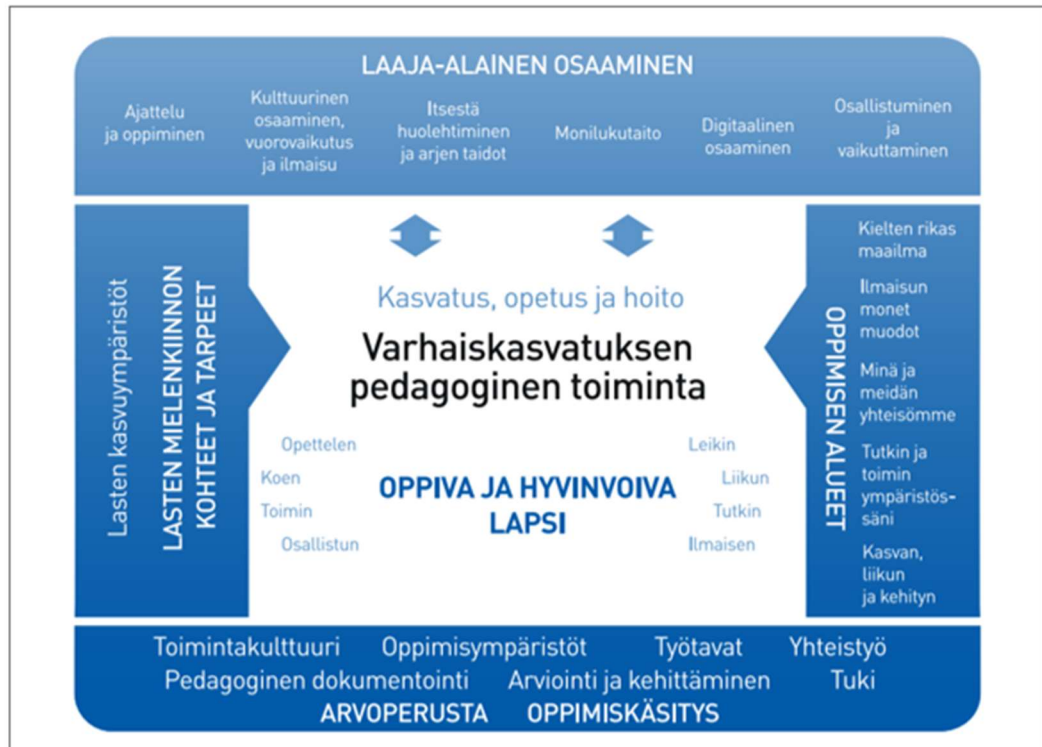 LAAJA-ALAINEN OSAAMINEN
Ajattelu
ja oppiminen
Kulttuurinen
osaaminen,
vuorovaikutus
ja ilmaisu
Itsestä
huolehtiminen
ja arjen taidot
Monilukutaito
Digitaalinen
osaaminen
Osallistuminen
ja
vaikuttaminen
Lasten kasvuympäristöt
LASTEN MIELENKIINNON
KOHTEET JA TARPEET
Kasvatus, opetus ja hoito
Varhaiskasvatuksen
pedagoginen toiminta
Opettelen
Koen
Toimin
Osallistun
OPPIVA JA HYVINVOIVA
LAPSI
Leikin
Liikun
Tutkin
Ilmaisen
OPPIMISEN ALUEET
Kielten rikas
maailma
Ilmaisun
monet
muodot
Minä ja
meidän
yhteisömme
Tutkin ja
toimin
ympäristös-
säni
Kasvan,
liikun
ja kehityn
Toimintakulttuuri Oppimisympäristöt Työtavat Yhteistyö
Pedagoginen dokumentointi Arviointi ja kehittäminen Tuki
ARVOPERUSTA OPPIMISKÄSITYS